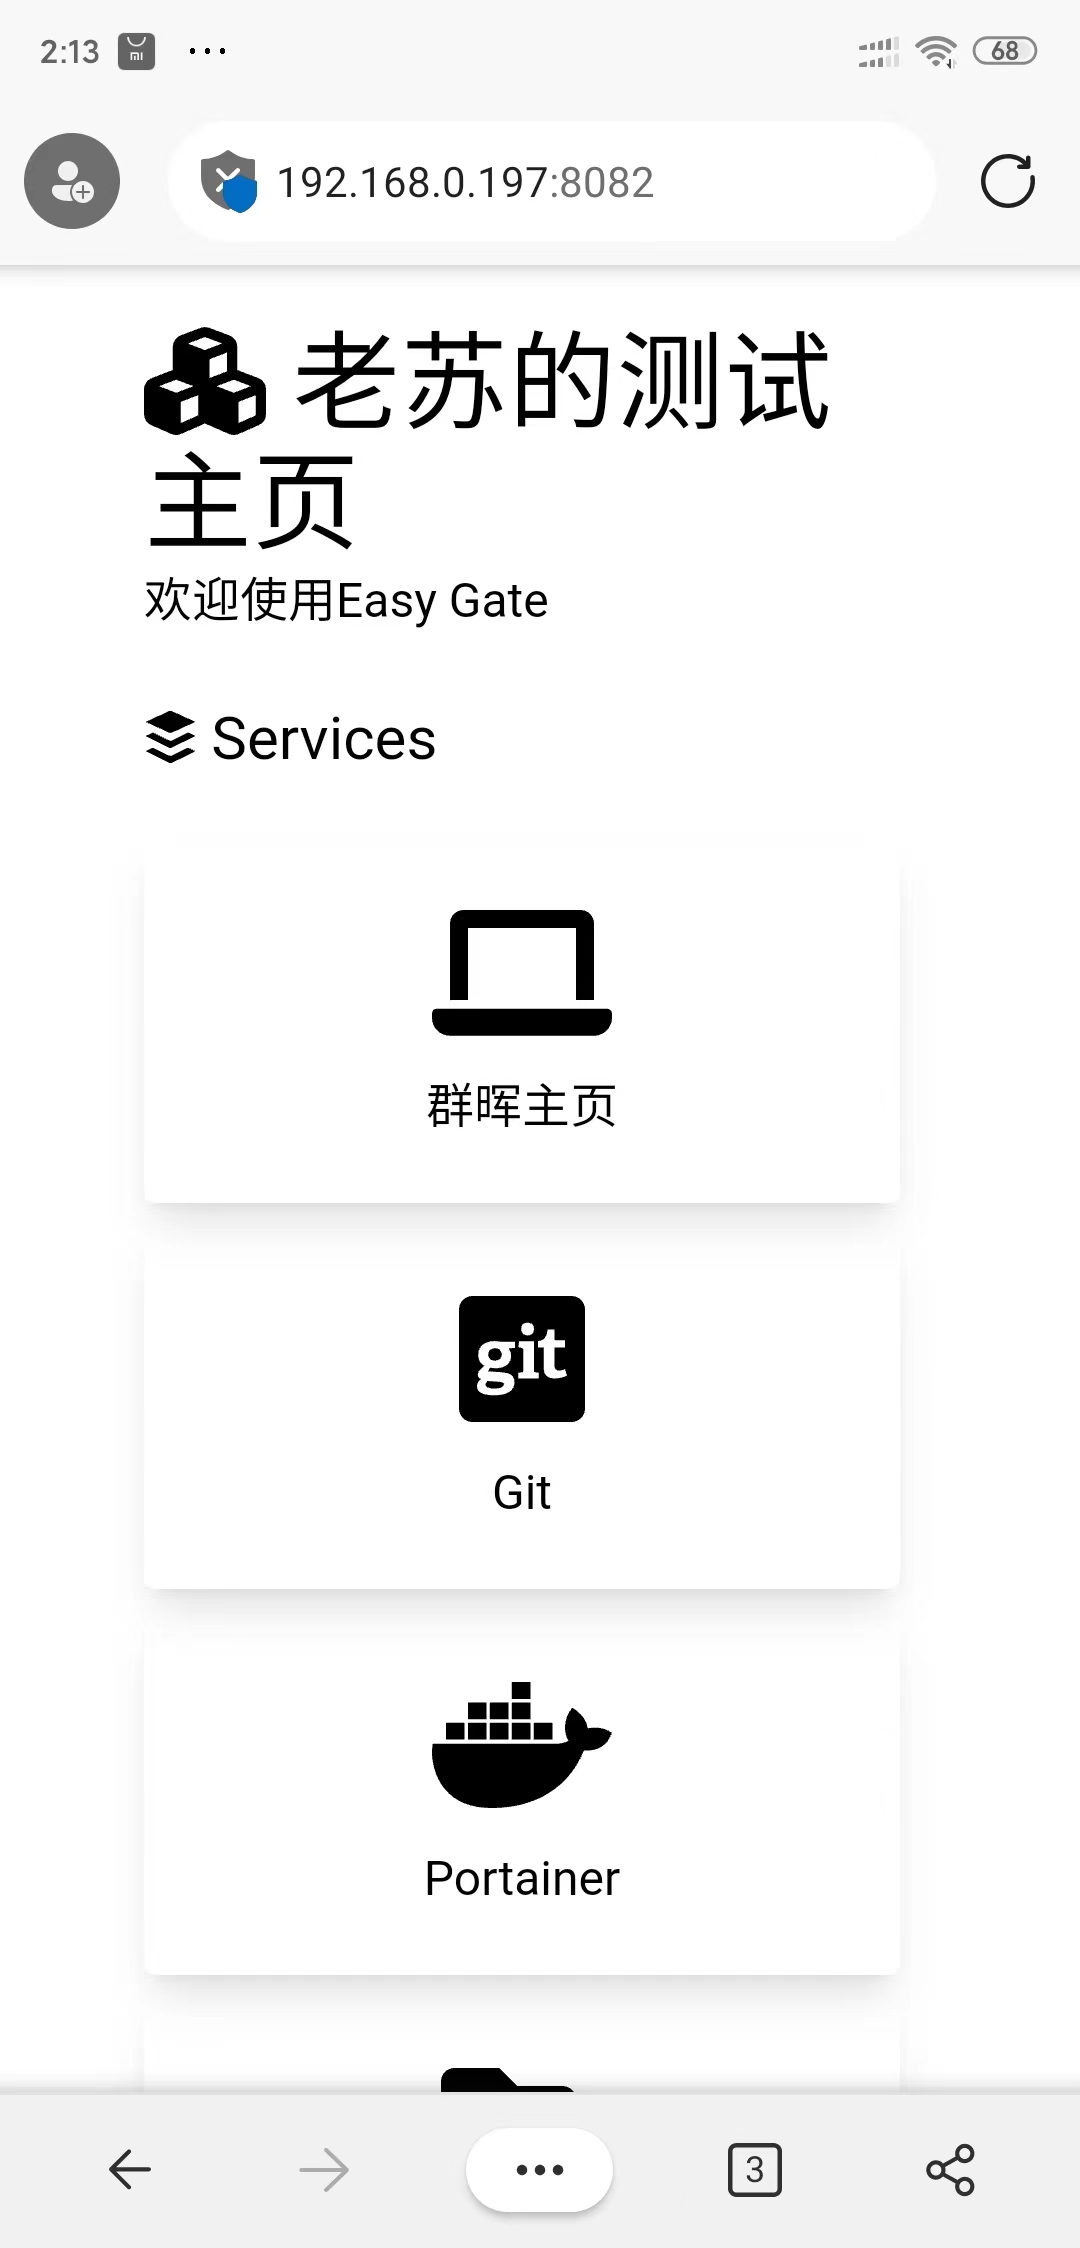 2:13
68
192.168.0.197:8082
老苏的测试
主页
欢迎使用Easy Gate
Services
群晖主页
git
Git
Portainer
3